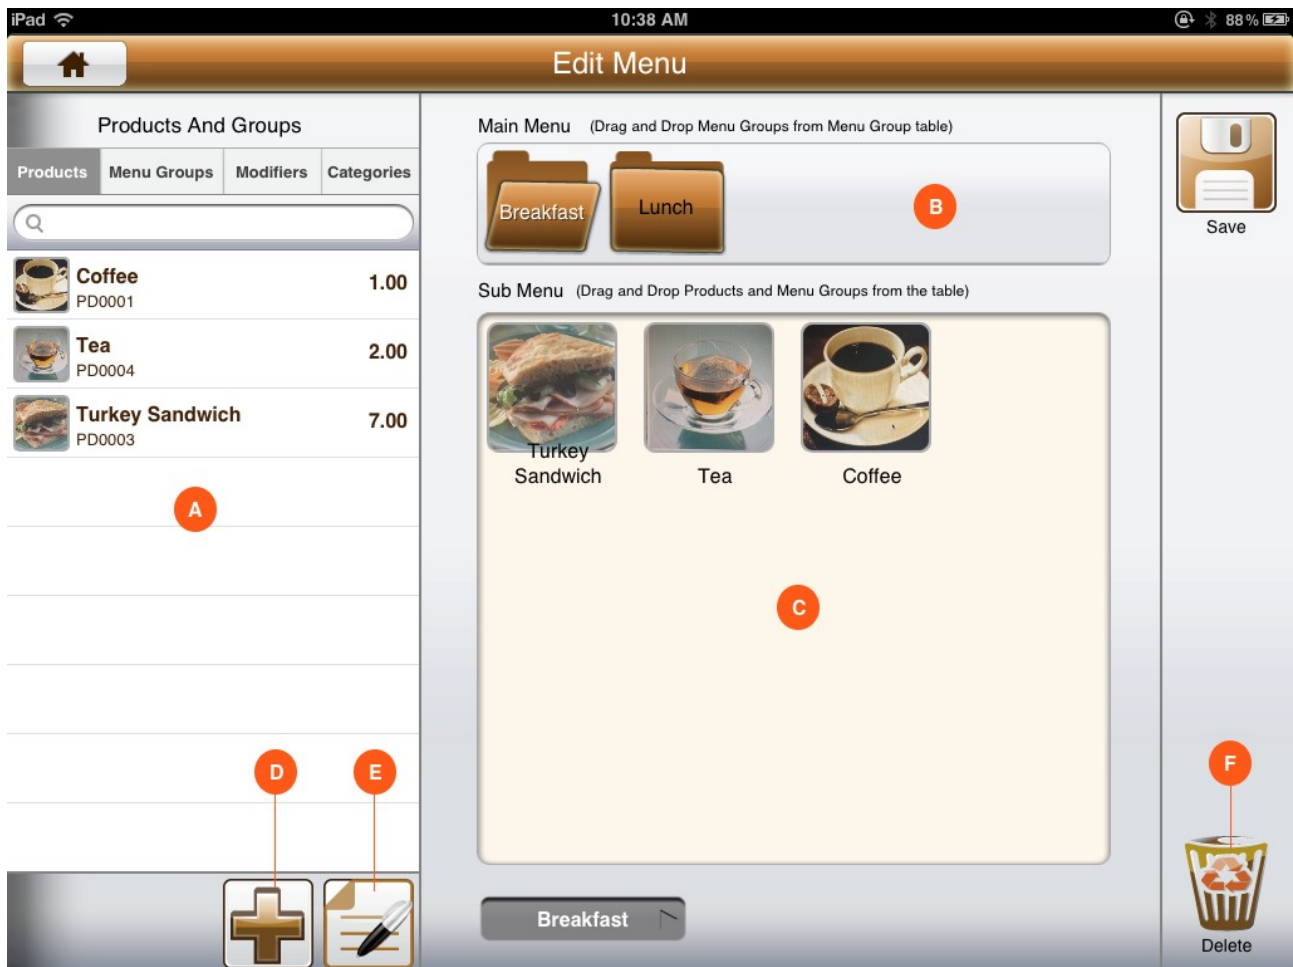 iPad 10:38 AM 88%
Edit Menu
Products And Groups
Products Menu Groups Modifiers Categories
Coffee 1.00
PD0001
Tea 2.00
PD0004
Turkey Sandwich 7.00
PD0003
A
D E
Main Menu (Drag and Drop Menu Groups from Menu Group table)
Breakfast Lunch B
Sub Menu (Drag and Drop Products and Menu Groups from the table)
Turkey
Sandwich Tea Coffee
C
Breakfast
Save
F
Delete